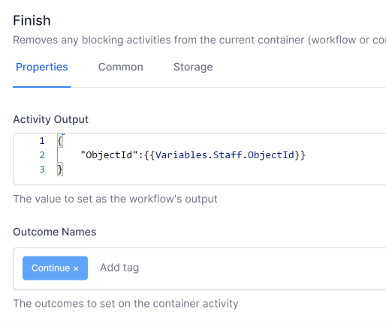 Finish
Removes any blocking activities from the current container (workflow or
Properties
Common
Storage
Activity Output
1 {
2 "ObjectId":{{Variables.Staff.ObjectId}}
3 }
The value to set as the workflow's output
Outcome Names
Continue × Add tag
The outcomes to set on the container activity